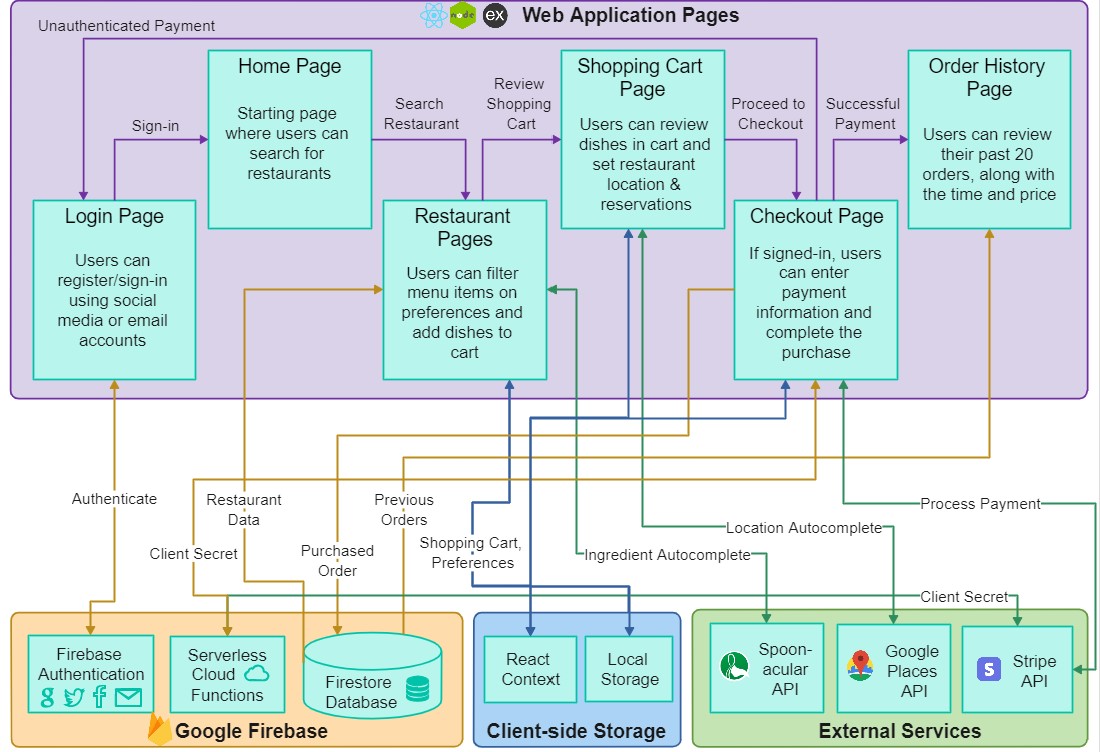 node
ex
Web Application Pages
Unauthenticated Payment
Home Page
Starting page
where users can
search for
restaurants
Shopping Cart
Page
Users can review
dishes in cart and
set restaurant
location &
reservations
Order History
Page
Users can review
their past 20
orders, along with
the time and price
Sign-in
Search
Restaurant
Review
Shopping
Cart
Proceed to
Checkout
Successful
Payment
Login Page
Users can
register/sign-in
using social
media or email
accounts
Restaurant
Pages
Users can filter
menu items on
preferences and
add dishes to
cart
Checkout Page
If signed-in, users
can enter
payment
information and
complete the
purchase
Authenticate
Restaurant
Data
Client Secret
Purchased
Order
Previous
Orders
Shopping Cart,
Preferences
Ingredient Autocomplete
Location Autocomplete
Process Payment
Client Secret
Firebase
Authentication
g
f
Serverless
Cloud
Functions
Firestore
Database
Google Firebase
React
Context
Local
Storage
Client-side Storage
Spoon-
acular
API
Google
Places
API
S
Stripe
API
External Services